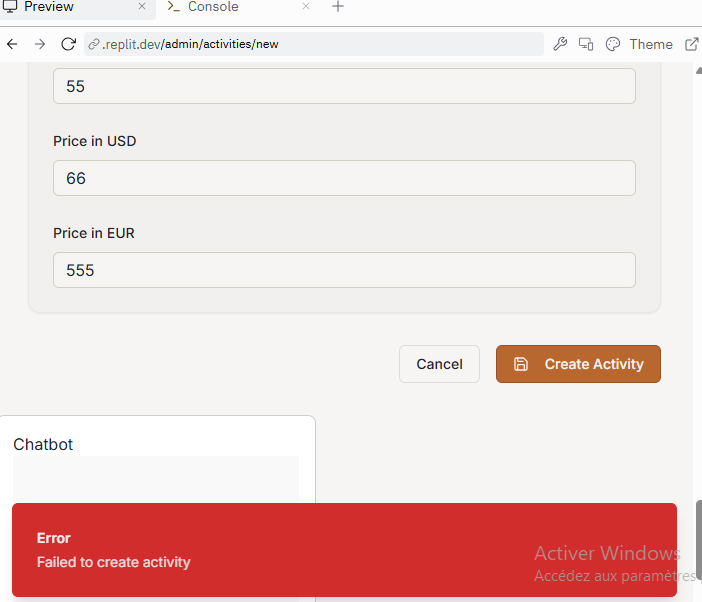 Preview
Console
.replit.dev/admin/activities/new
Theme
55
Price in USD
66
Price in EUR
555
Cancel
Create Activity
Chatbot
Error
Failed to create activity
Activer Windows
Accédez aux paramètres